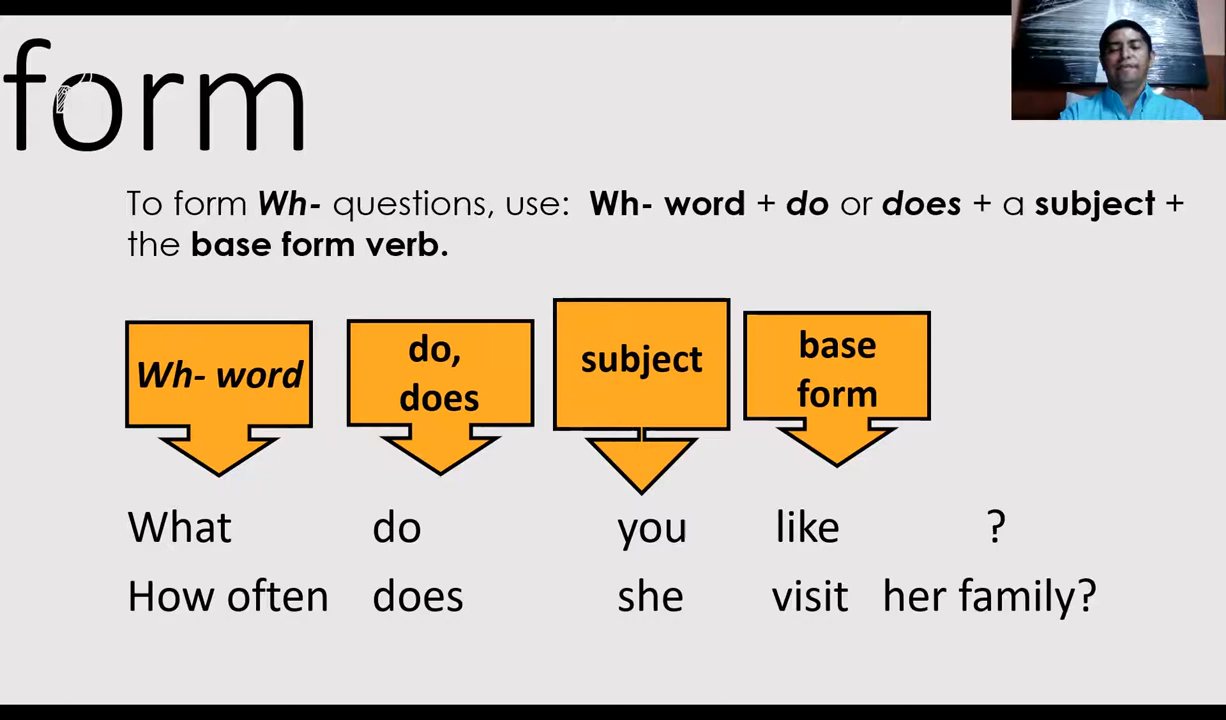 form
To form Wh- questions, use: Wh- word + do or does + a subject +
the base form verb.
Wh- word
do,
does
subject
base
form
What do you like ?
How often does she visit her family?